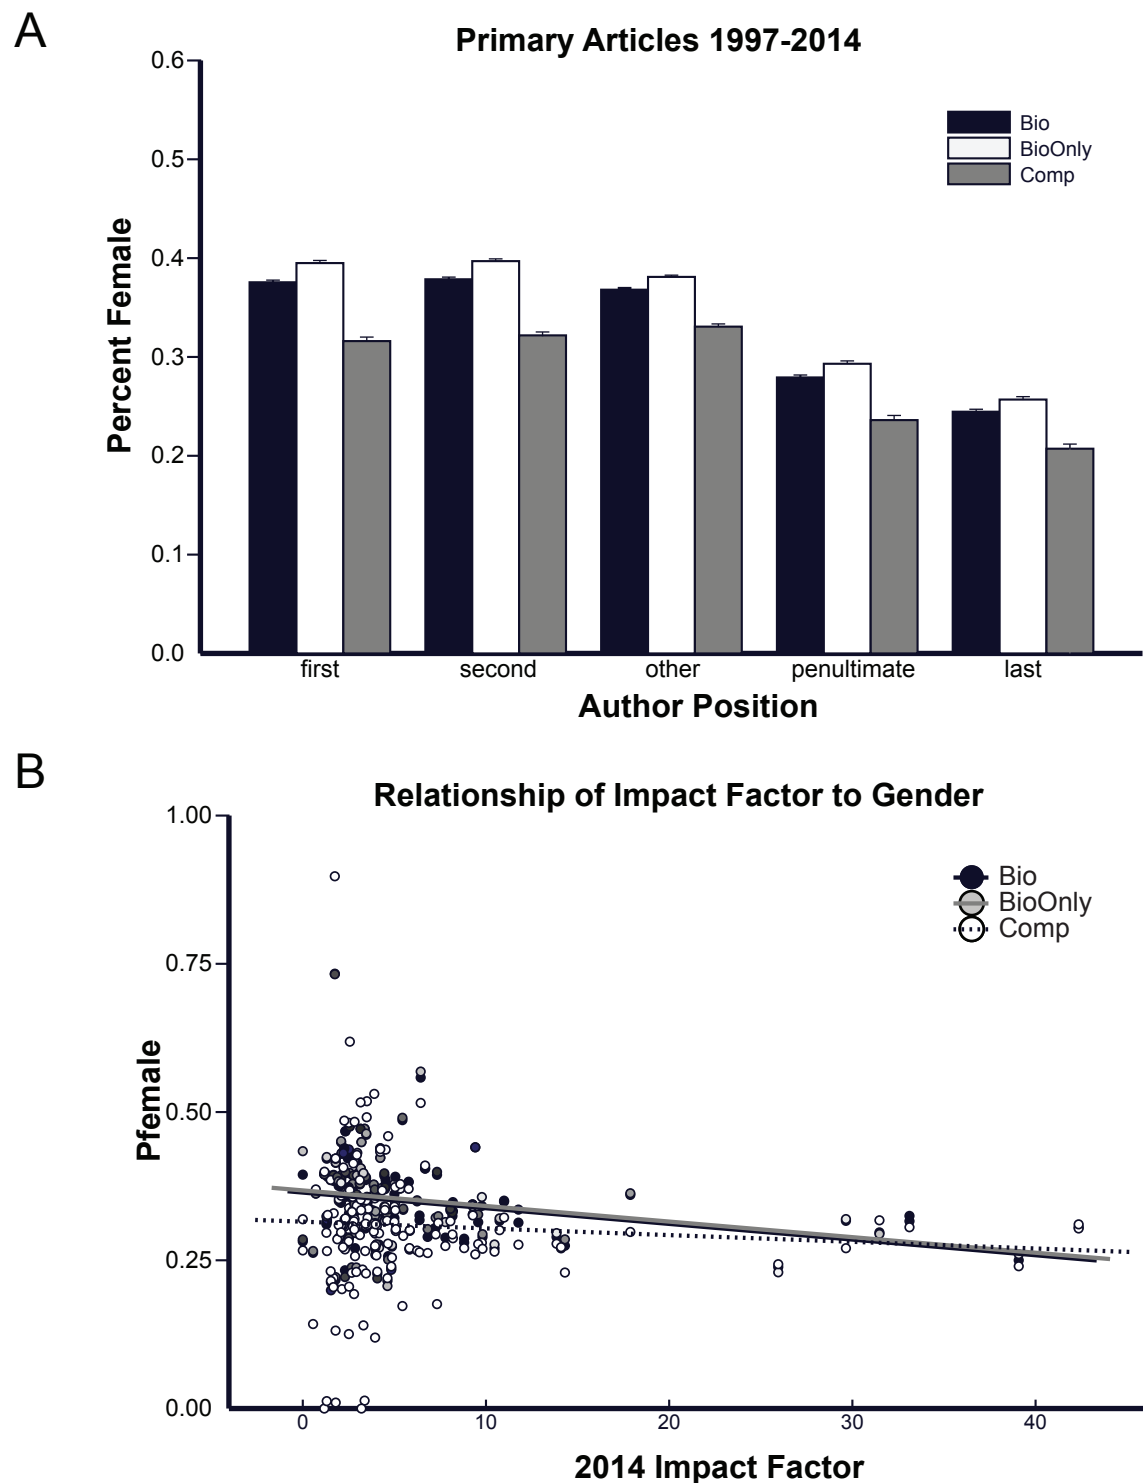 A
Primary Articles 1997-2014
0.6
0.5
0.4
0.3
0.2
0.1
0.0
Percent Female
Bio
BioOnly
Comp
first second other penultimate last
Author Position
B
Relationship of Impact Factor to Gender
1.00
0.75
0.50
0.25
0.00
Pfemale
Bio
BioOnly
Comp
0 10 20 30 40
2014 Impact Factor